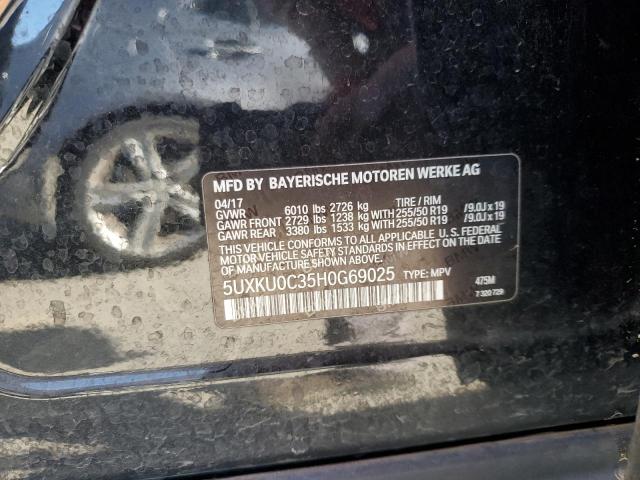 MFD BY BAYERISCHE MOTOREN WERKE AG
04/17 TIRE / RIM
GVWR 6010 lbs 2726 kg
GAWR FRONT 2729 lbs 1238 kg WITH 255/50 R19 /9.0J x 19
GAWR REAR 3380 lbs 1533 kg WITH 255/50 R19 /9.0J x 19
THIS VEHICLE CONFORMS TO ALL APPLICABLE U. S. FEDERAL
MOTOR VEHICLE SAFETY STANDARDS IN EFFECT ON THE DATE
OF MANUFACTURE SHOWN ABOVE.
5UXKU0C35H0G69025 TYPE: MPV 475M
7 320 729